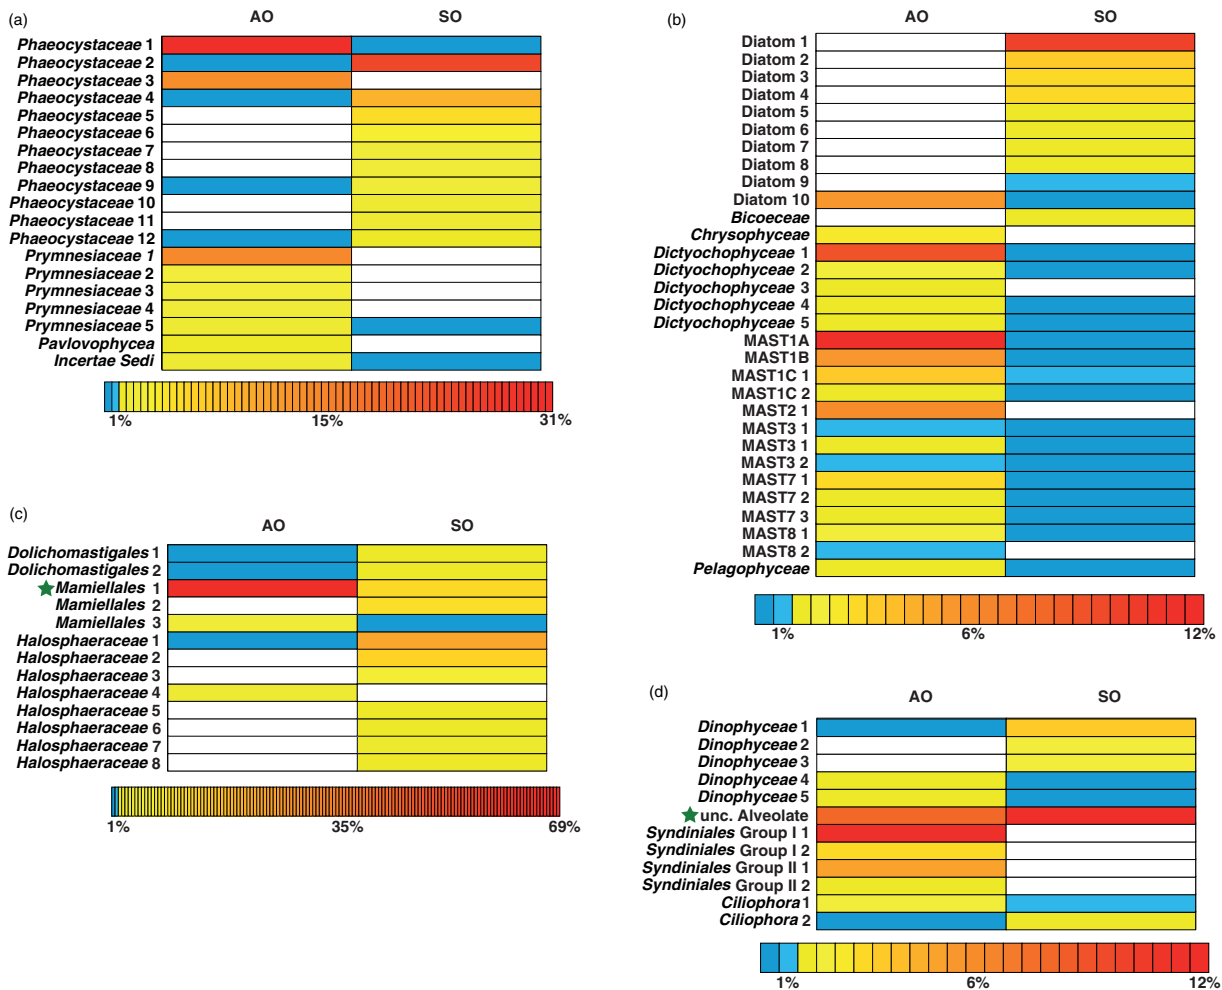 (a)
AO SO
Phaeocystaceae 1
Phaeocystaceae 2
Phaeocystaceae 3
Phaeocystaceae 4
Phaeocystaceae 5
Phaeocystaceae 6
Phaeocystaceae 7
Phaeocystaceae 8
Phaeocystaceae 9
Phaeocystaceae 10
Phaeocystaceae 11
Phaeocystaceae 12
Prymnesiaceae 1
Prymnesiaceae 2
Prymnesiaceae 3
Prymnesiaceae 4
Prymnesiaceae 5
Pavlovophycea
Incertae Sedi
1% 15% 31%
(b)
AO SO
Diatom 1
Diatom 2
Diatom 3
Diatom 4
Diatom 5
Diatom 6
Diatom 7
Diatom 8
Diatom 9
Diatom 10
Bicoeceae
Chrysophyceae
Dictyochophyceae 1
Dictyochophyceae 2
Dictyochophyceae 3
Dictyochophyceae 4
Dictyochophyceae 5
MAST1A
MAST1B
MAST1C 1
MAST1C 2
MAST2 1
MAST3 1
MAST3 1
MAST3 2
MAST7 1
MAST7 2
MAST7 3
MAST8 1
MAST8 2
Pelagophyceae
1% 6% 12%
(c)
AO SO
Dolichomastigales 1
Dolichomastigales 2
Mamiellales 1
Mamiellales 2
Mamiellales 3
Halosphaeraceae 1
Halosphaeraceae 2
Halosphaeraceae 3
Halosphaeraceae 4
Halosphaeraceae 5
Halosphaeraceae 6
Halosphaeraceae 7
Halosphaeraceae 8
1% 35% 69%
(d)
AO SO
Dinophyceae 1
Dinophyceae 2
Dinophyceae 3
Dinophyceae 4
Dinophyceae 5
unc. Alveolate
Syndiniales Group I 1
Syndiniales Group I 2
Syndiniales Group II 1
Syndiniales Group II 2
Ciliophora 1
Ciliophora 2
1% 6% 12%